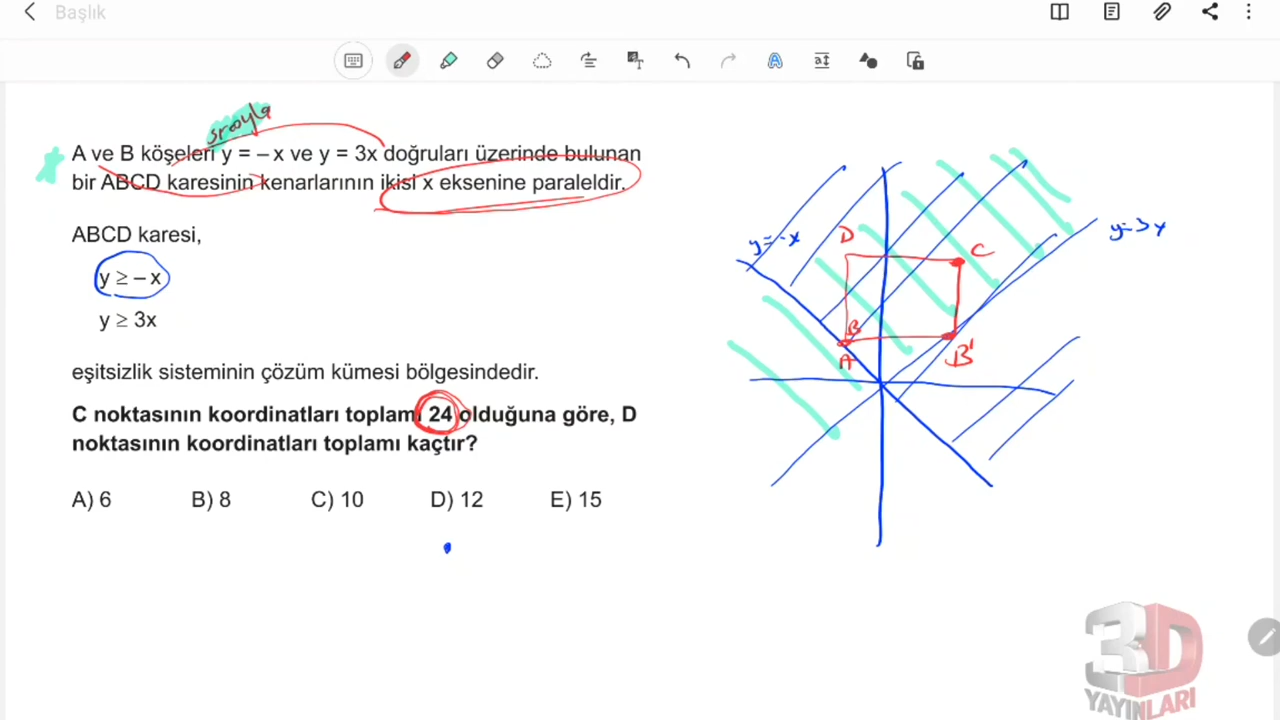 Başlık
sırayla
A ve B köşeleri y = – x ve y = 3x doğruları üzerinde bulunan
bir ABCD karesinin kenarlarının ikisi x eksenine paraleldir.
ABCD karesi,
y ≥ – x
y ≥ 3x
eşitsizlik sisteminin çözüm kümesi bölgesindedir.
C noktasının koordinatları toplamı 24 olduğuna göre, D
noktasının koordinatları toplamı kaçtır?
A) 6 B) 8 C) 10 D) 12 E) 15
y=-x
y=3x
D
C
B
A
B'
3D
YAYINLARI